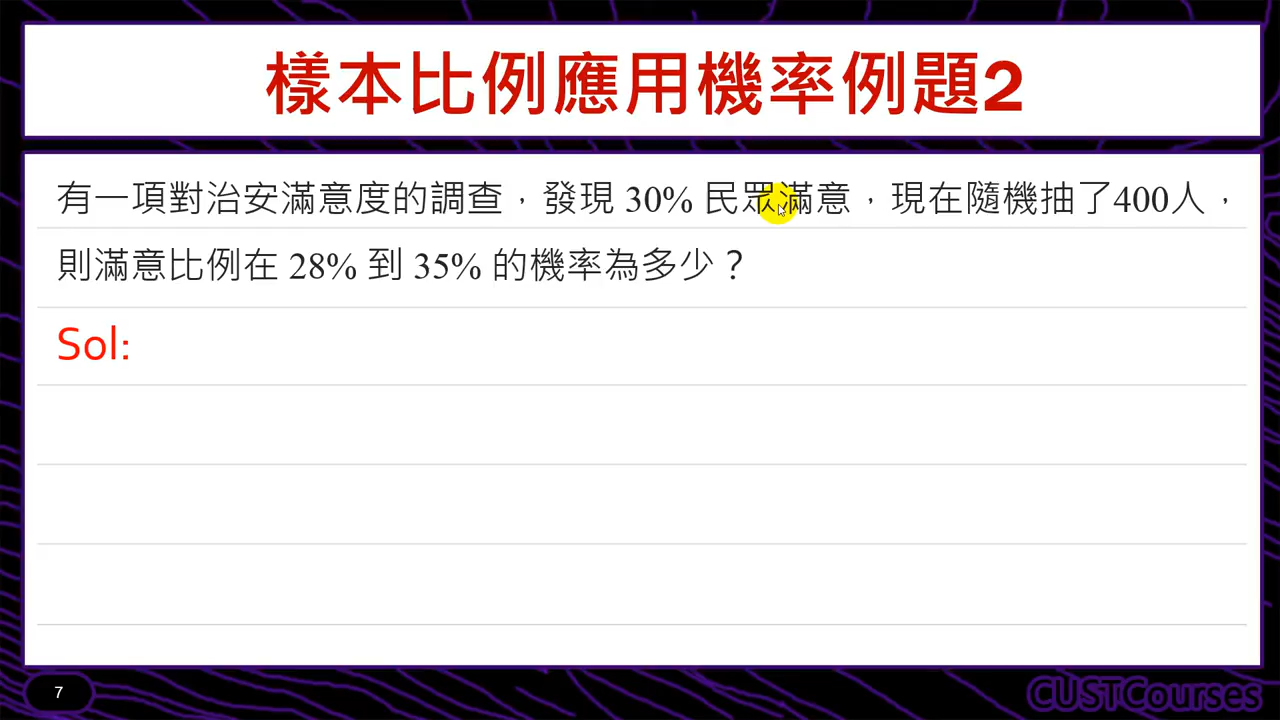 樣本比例應用機率例題2
有一項對治安滿意度的調查，發現 30% 民眾滿意，現在隨機抽了400人，
則滿意比例在 28% 到 35% 的機率為多少？
Sol:
7
CUSTCourses